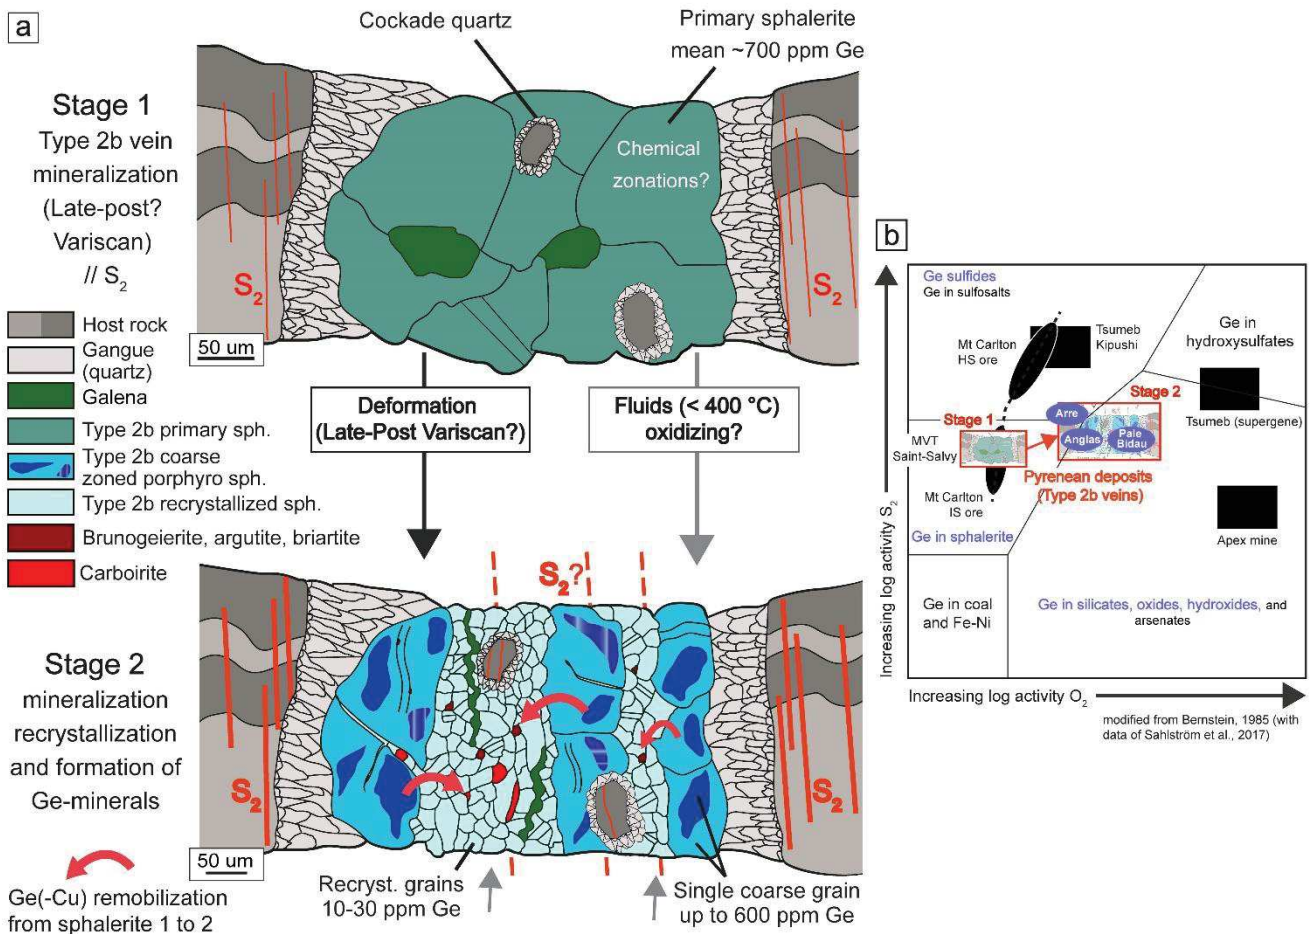 a
Cockade quartz
Primary sphalerite
mean ~700 ppm Ge
Stage 1
Type 2b vein
mineralization
(Late-post?
Variscan)
// S2
Chemical
zonations?
S2
S2
50 um
Host rock
Gangue
(quartz)
Galena
Type 2b primary sph.
Type 2b coarse
zoned porphyro sph.
Type 2b recrystallized sph.
Brunogeierite, argutite, briartite
Carboirite
Deformation
(Late-Post Variscan?)
Fluids (< 400 °C)
oxidizing?
S2?
Stage 2
mineralization
recrystallization
and formation of
Ge-minerals
S2
S2
50 um
Ge(-Cu) remobilization
from sphalerite 1 to 2
Recryst. grains
10-30 ppm Ge
Single coarse grain
up to 600 ppm Ge
b
Increasing log activity S2
Ge sulfides
Ge in sulfosalts
Ge in
hydroxysulfates
Mt Carlton
HS ore
Tsumeb
Kipushi
Stage 2
Stage 1
Arre
Anglas
Pale
Bidau
Tsumeb (supergene)
MVT
Saint-Salvy
Pyrenean deposits
(Type 2b veins)
Mt Carlton
IS ore
Apex mine
Ge in sphalerite
Ge in coal
and Fe-Ni
Ge in silicates, oxides, hydroxides, and
arsenates
Increasing log activity O2
modified from Bernstein, 1985 (with
data of Sahlström et al., 2017)